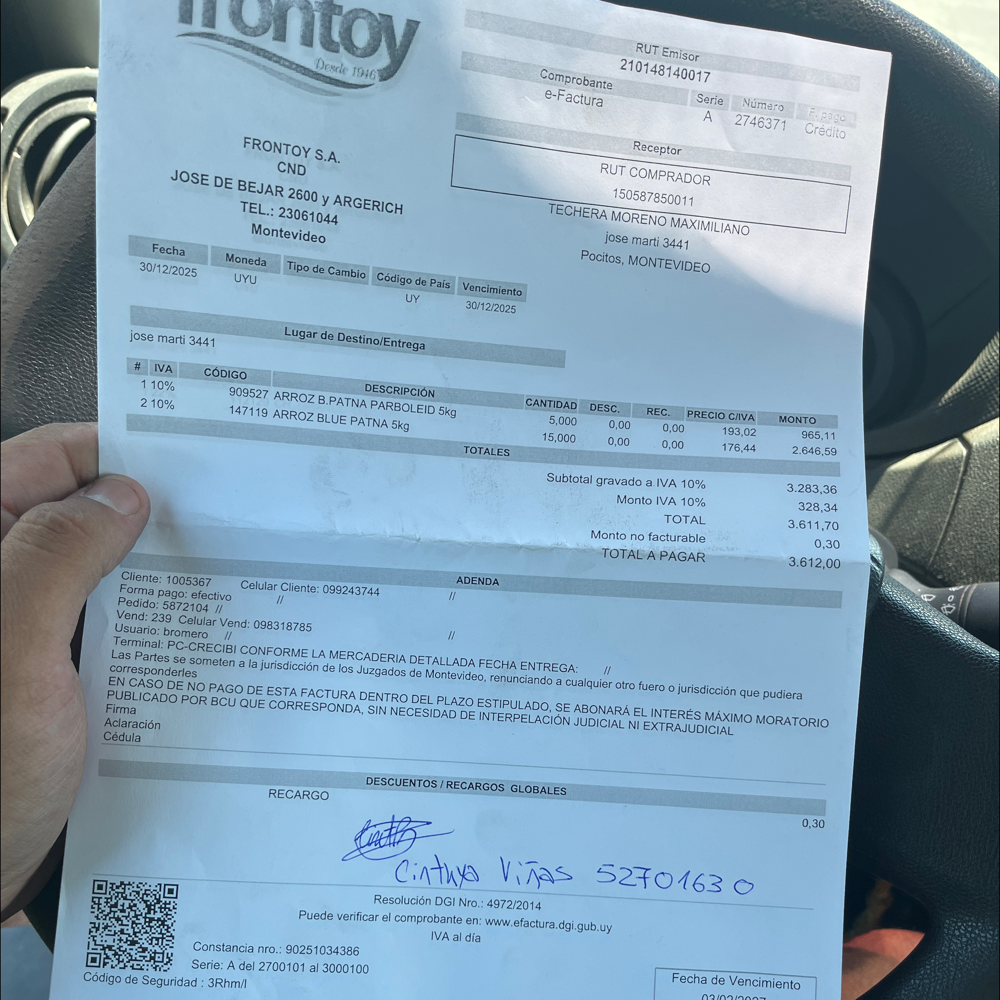 frontoy
Desde 1946
RUT Emisor
210148140017
Comprobante Serie Número F. pago
e-Factura A 2746371 Crédito
Receptor
RUT COMPRADOR
150587850011
TECHERA MORENO MAXIMILIANO
jose marti 3441
Pocitos, MONTEVIDEO
FRONTOY S.A.
CND
JOSE DE BEJAR 2600 y ARGERICH
TEL.: 23061044
Montevideo
Fecha Moneda Tipo de Cambio Código de País Vencimiento
30/12/2025 UYU UY 30/12/2025
Lugar de Destino/Entrega
jose marti 3441
# IVA CÓDIGO DESCRIPCIÓN CANTIDAD DESC. REC. PRECIO C/IVA MONTO
1 10% 909527 ARROZ B.PATNA PARBOLEID 5kg 5,000 0,00 0,00 193,02 965,11
2 10% 147119 ARROZ BLUE PATNA 5kg 15,000 0,00 0,00 176,44 2.646,59
TOTALES
Subtotal gravado a IVA 10% 3.283,36
Monto IVA 10% 328,34
TOTAL 3.611,70
Monto no facturable 0,30
TOTAL A PAGAR 3.612,00
ADENDA
Cliente: 1005367 Celular Cliente: 099243744 //
Forma pago: efectivo //
Pedido: 5872104 //
Vend: 239 Celular Vend: 098318785
Usuario: bromero // //
Terminal: PC-CRECIBI CONFORME LA MERCADERIA DETALLADA FECHA ENTREGA: //
Las Partes se someten a la jurisdicción de los Juzgados de Montevideo, renunciando a cualquier otro fuero o jurisdicción que pudiera
corresponderles
EN CASO DE NO PAGO DE ESTA FACTURA DENTRO DEL PLAZO ESTIPULADO, SE ABONARÁ EL INTERÉS MÁXIMO MORATORIO
PUBLICADO POR BCU QUE CORRESPONDA, SIN NECESIDAD DE INTERPELACIÓN JUDICIAL NI EXTRAJUDICIAL
Firma
Aclaración
Cédula
DESCUENTOS / RECARGOS GLOBALES
RECARGO 0,30
Cinthya Viñas 52701630
Resolución DGI Nro.: 4972/2014
Puede verificar el comprobante en: www.efactura.dgi.gub.uy
IVA al día
Constancia nro.: 90251034386
Serie: A del 2700101 al 3000100
Código de Seguridad : 3Rhm/l
Fecha de Vencimiento